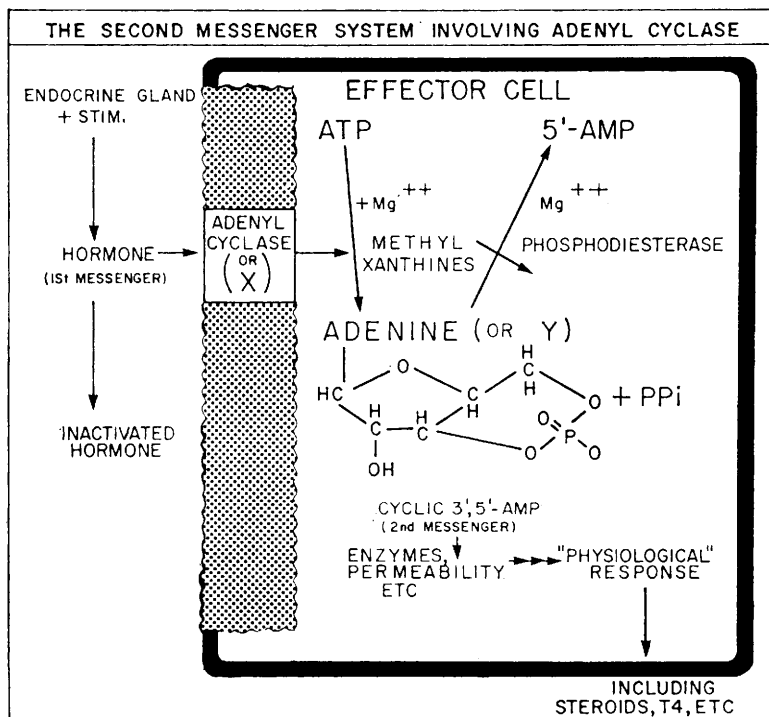 THE SECOND MESSENGER SYSTEM INVOLVING ADENYL CYCLASE
ENDOCRINE GLAND
+ STIM.
HORMONE
(1St MESSENGER)
INACTIVATED
HORMONE
ADENYL
CYCLASE
(OR
X)
EFFECTOR CELL
ATP
5'-AMP
+Mg++
Mg++
METHYL
XANTHINES
PHOSPHODIESTERASE
ADENINE (OR Y)
H
O
H
C
H
HC
C
H
O
+ PPi
H
C
H
C
O
P
O
O
OH
CYCLIC 3',5'-AMP
(2nd MESSENGER)
ENZYMES,
PERMEABILITY
ETC
"PHYSIOLOGICAL"
RESPONSE
INCLUDING
STEROIDS, T4, ETC